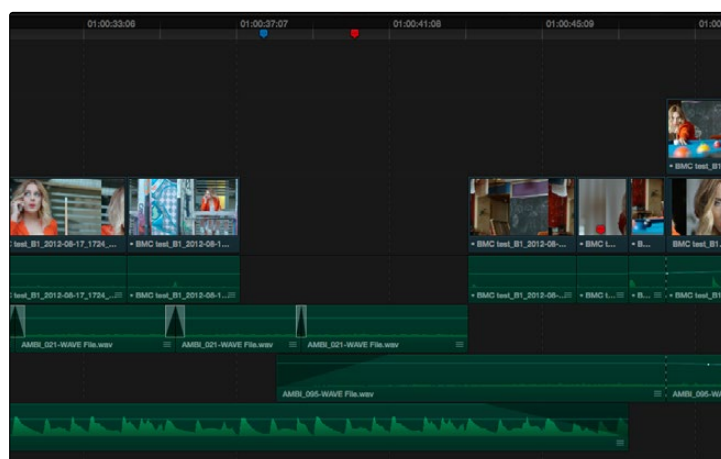 01:00:33:06 01:00:37:07 01:00:41:08 01:00:45:09 01:00
• BMC test_B1
C test_B1_2012-08-17_1724_... • BMC test_B1_2012-08-1... • BMC test_B1_2012-08-... • BMC t... • B... BMC test_B1
test_B1_2012-08-17_1724_... • BMC test_B1_2012-08-1... • BMC test_B1_2012-08-... • BMC t... • B... • BMC test_B1
AMBI_021-WAVE File.wav AMBI_021-WAVE File.wav AMBI_021-WAVE File.wav
AMBI_095-WAVE File.wav AMBI_095-WA